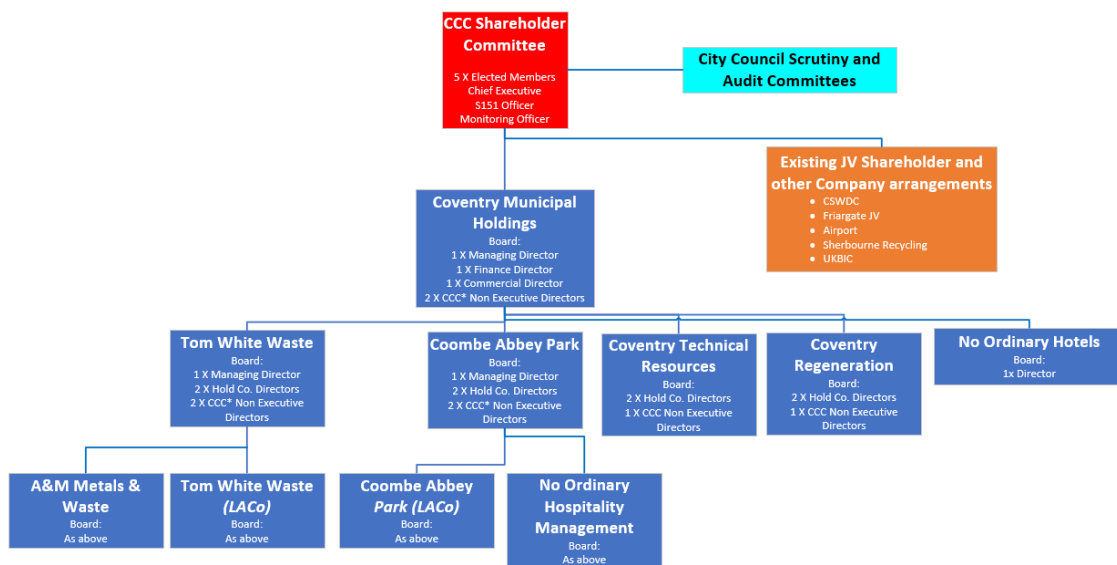 CCC Shareholder
Committee
5 X Elected Members
Chief Executive
S151 Officer
Monitoring Officer
City Council Scrutiny and
Audit Committees
Existing JV Shareholder and
other Company arrangements
• CSWDC
• Friargate JV
• Airport
• Sherbourne Recycling
• UKBIC
Coventry Municipal
Holdings
Board:
1 X Managing Director
1 X Finance Director
1 X Commercial Director
2 X CCC* Non Executive Directors
Tom White Waste
Board:
1 X Managing Director
2 X Hold Co. Directors
2 X CCC* Non Executive
Directors
Coombe Abbey Park
Board:
1 X Managing Director
2 X Hold Co. Directors
2 X CCC* Non Executive
Directors
Coventry Technical
Resources
Board:
2 X Hold Co. Directors
1 X CCC Non Executive
Directors
Coventry
Regeneration
Board:
2 X Hold Co. Directors
1 X CCC Non Executive
Directors
No Ordinary Hotels
Board:
1x Director
A&M Metals &
Waste
Board:
As above
Tom White Waste
(LACo)
Board:
As above
Coombe Abbey
Park (LACo)
Board:
As above
No Ordinary
Hospitality
Management
Board:
As above